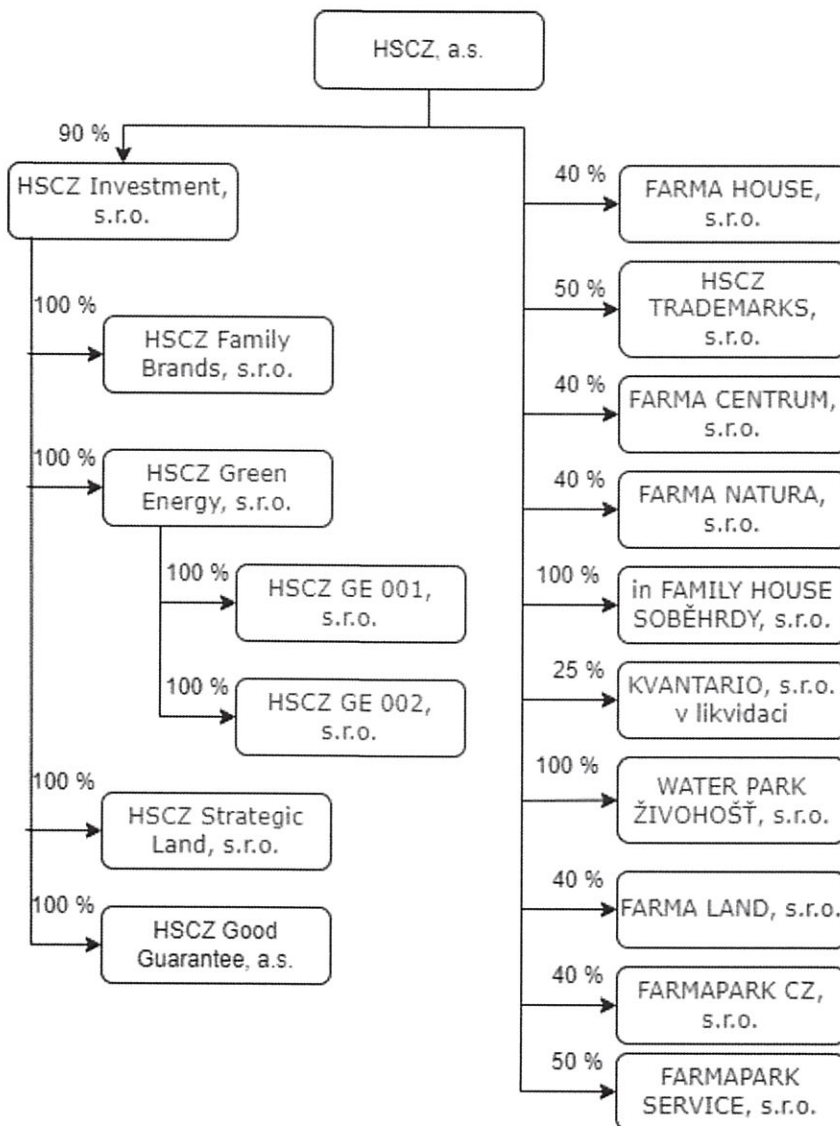 HSCZ, a.s.
90 %
HSCZ Investment,
s.r.o.
100 %
HSCZ Family
Brands, s.r.o.
100 %
HSCZ Green
Energy, s.r.o.
100 %
HSCZ GE 001,
s.r.o.
100 %
HSCZ GE 002,
s.r.o.
100 %
HSCZ Strategic
Land, s.r.o.
100 %
HSCZ Good
Guarantee, a.s.
40 %
FARMA HOUSE,
s.r.o.
50 %
HSCZ
TRADEMARKS,
s.r.o.
40 %
FARMA CENTRUM,
s.r.o.
40 %
FARMA NATURA,
s.r.o.
100 %
in FAMILY HOUSE
SOBĚHRDY, s.r.o.
25 %
KVANTARIO, s.r.o.
v likvidaci
100 %
WATER PARK
ŽIVOHOŠŤ, s.r.o.
40 %
FARMA LAND, s.r.o.
40 %
FARMAPARK CZ,
s.r.o.
50 %
FARMAPARK
SERVICE, s.r.o.